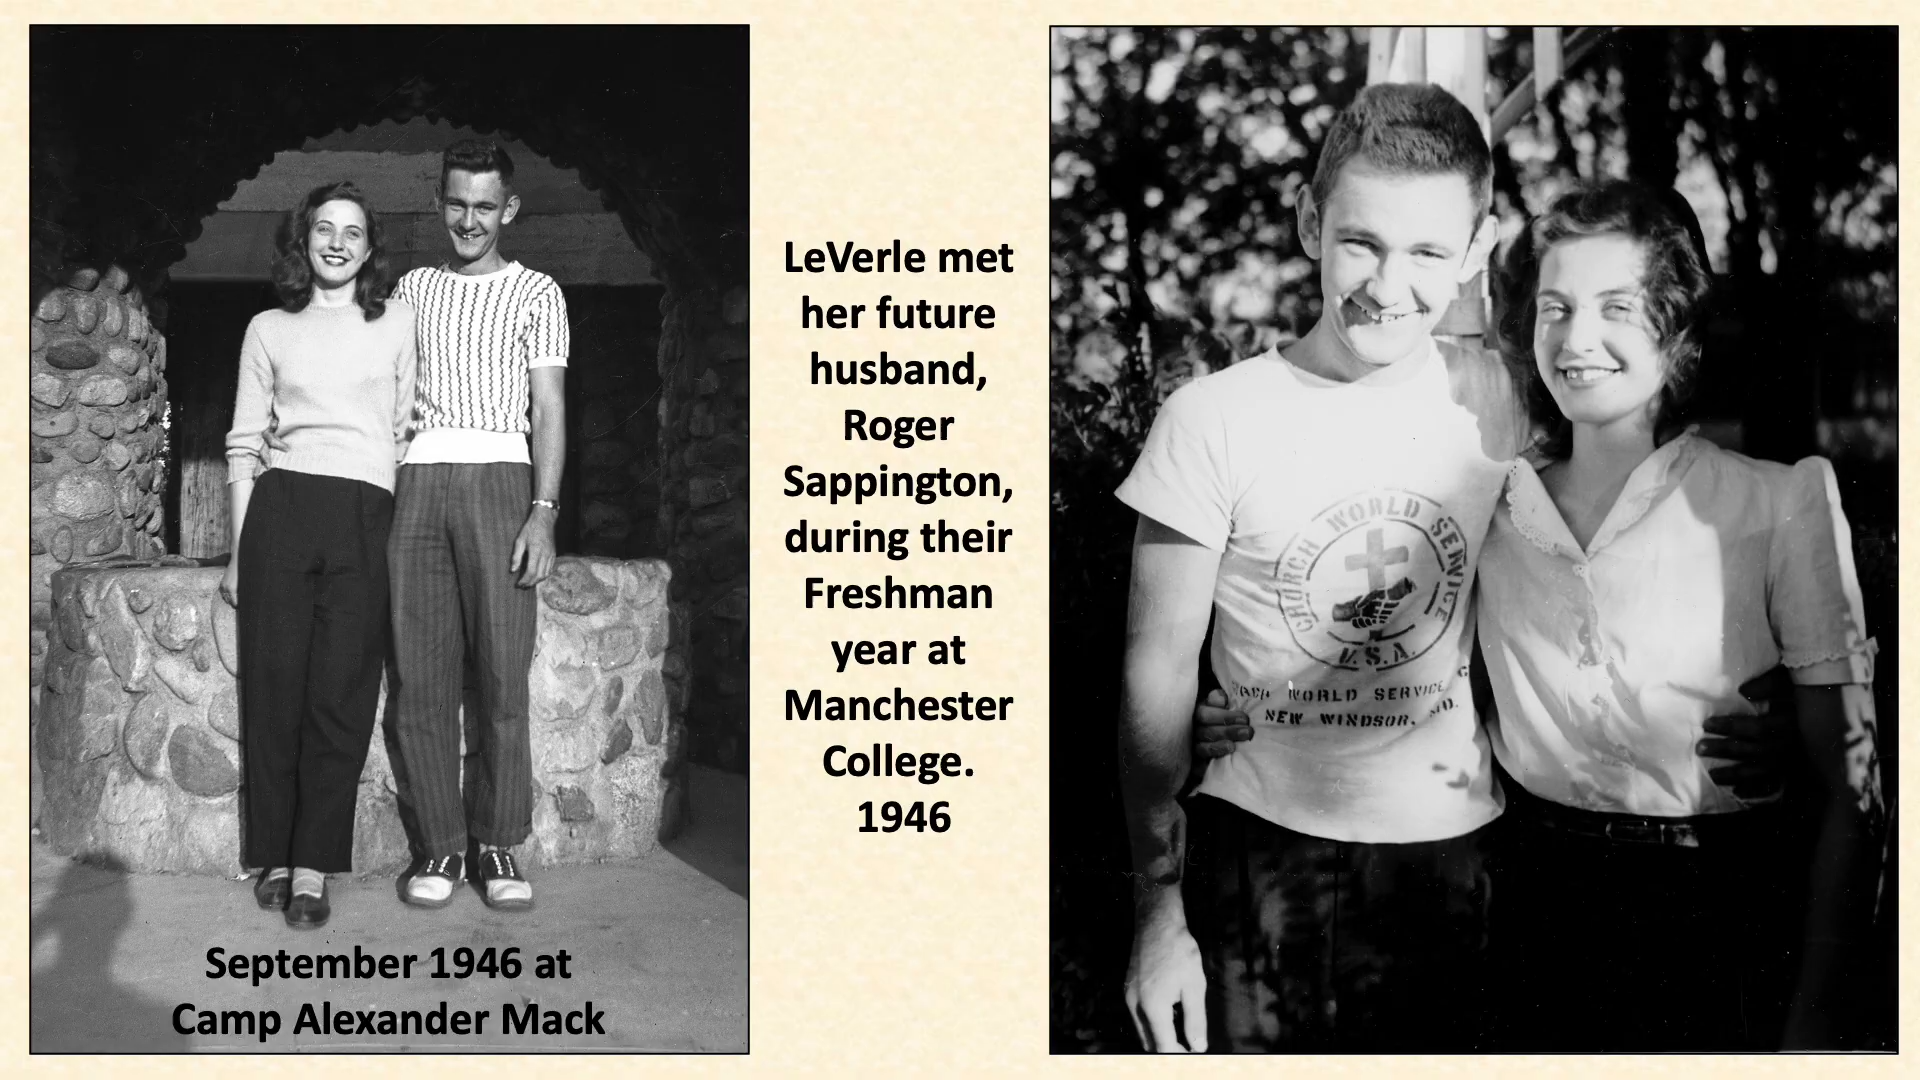 LeVerle met
her future
husband,
Roger
Sappington,
during their
Freshman
year at
Manchester
College.
1946
September 1946 at
Camp Alexander Mack
CHURCH WORLD SERVICE
U.S.A.
WORLD SERVICE
NEW WINDSOR, MD.